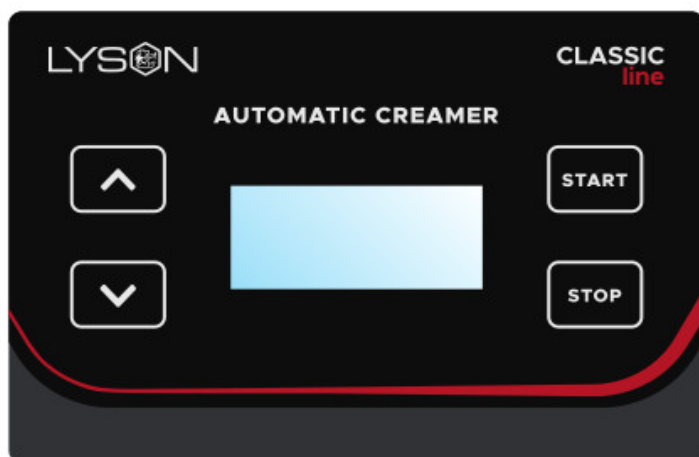 LYSON
CLASSIC
line
AUTOMATIC CREAMER
START
STOP